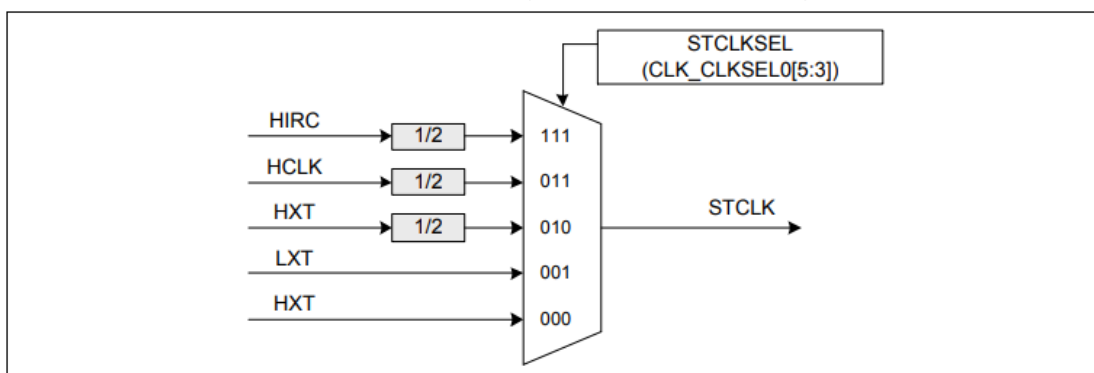 STCLKSEL
(CLK_CLKSEL0[5:3])
HIRC
1/2
111
HCLK
1/2
011
HXT
1/2
010
STCLK
LXT
001
HXT
000